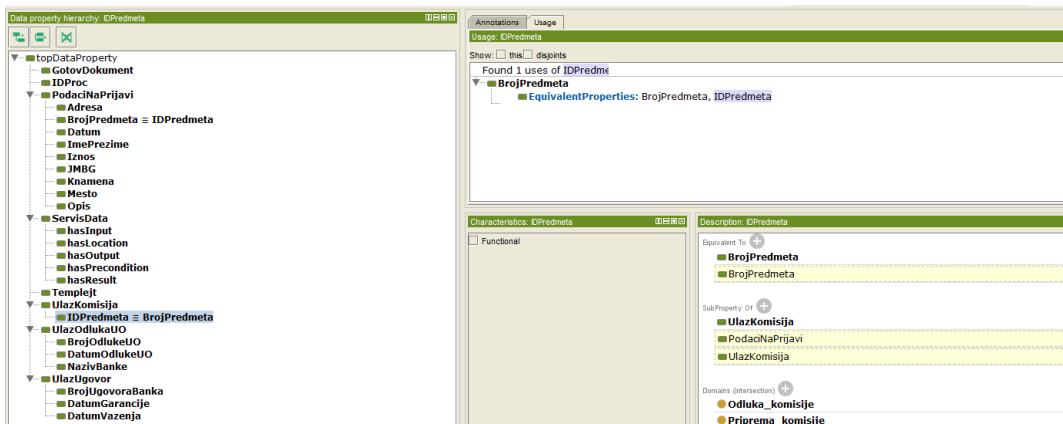 Data property hierarchy: IDPredmeta
topDataProperty
GotovDokument
IDProc
PodaciNaPrijavi
Adresa
BrojPredmeta ≡ IDPredmeta
Datum
ImePrezime
Iznos
JMBG
Knamena
Mesto
Opis
ServisData
hasInput
hasLocation
hasOutput
hasPrecondition
hasResult
Templejt
UlazKomisija
IDPredmeta ≡ BrojPredmeta
UlazOdlukaUO
BrojOdlukeUO
DatumOdlukeUO
NazivBanke
UlazUgovor
BrojUgovoraBanka
DatumGarancije
DatumVazenja
Annotations Usage
Usage: IDPredmeta
Show: this disjoints
Found 1 uses of IDPredme
BrojPredmeta
EquivalentProperties: BrojPredmeta, IDPredmeta
Characteristics: IDPredmeta
Functional
Description: IDPredmeta
Equivalent To
BrojPredmeta
BrojPredmeta
SubProperty Of
UlazKomisija
PodaciNaPrijavi
UlazKomisija
Domains (intersection)
Odluka_komisije
Priprema_komisije